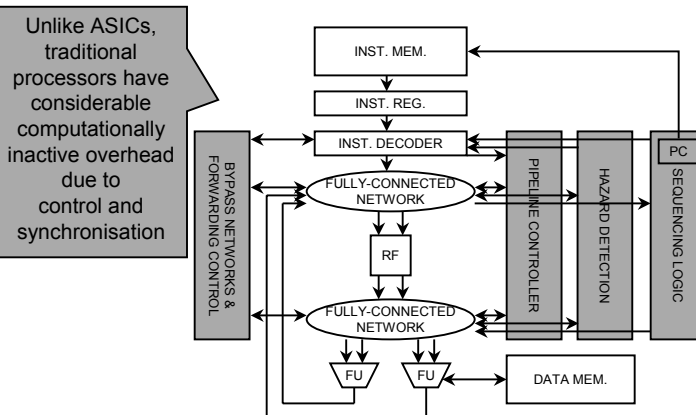 Unlike ASICs,
traditional
processors have
considerable
computationally
inactive overhead
due to
control and
synchronisation
INST. MEM.
INST. REG.
INST. DECODER
FULLY-CONNECTED
NETWORK
RF
FULLY-CONNECTED
NETWORK
FU
FU
DATA MEM.
BYPASS NETWORKS &
FORWARDING CONTROL
PIPELINE CONTROLLER
HAZARD DETECTION
PC
SEQUENCING LOGIC